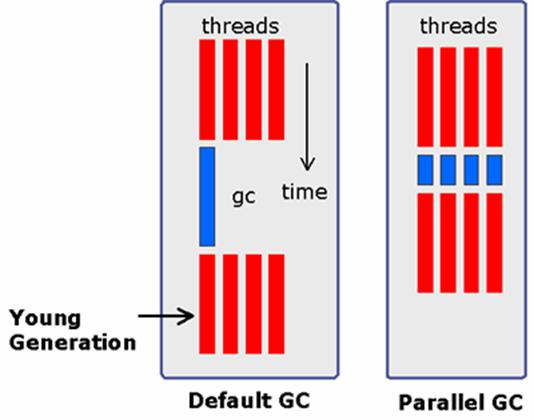 threads
gc
time
Young
Generation
Default GC
threads
Parallel GC